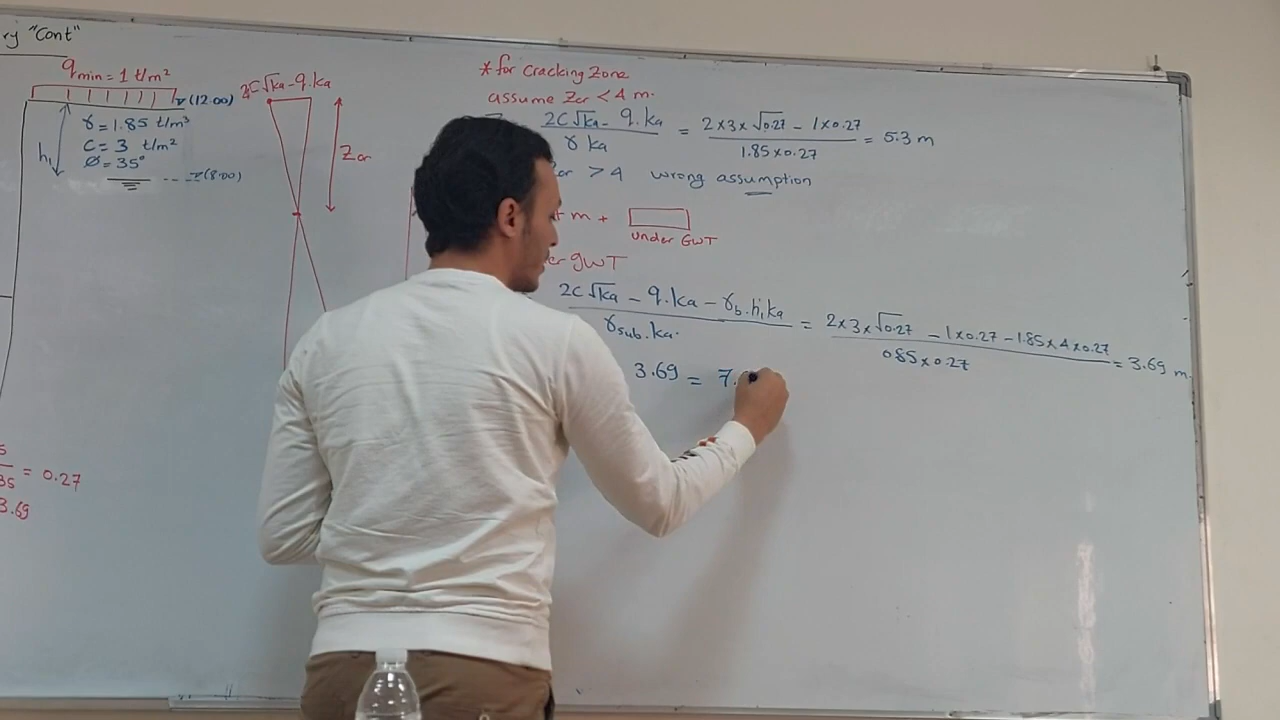 ry "Cont"
qmin = 1 t/m²
▽(12.00)
γ = 1.85 t/m³
C = 3 t/m²
Ø = 35°
h₁
▽(8.00)
2C√ka - q.ka
Zcr
* for Cracking Zone
assume Zcr < 4 m.
2C√ka - q.ka / γ ka = 2x3x√0.27 - 1x0.27 / 1.85x0.27 = 5.3 m
> 4 wrong assumption
m +
under GWT
GWT
2C√ka - q.ka - γb.h₁ka / γsub.ka. = 2x3x√0.27 - 1x0.27 - 1.85x4x0.27 / 0.85x0.27 = 3.69 m
3.69 = 7.
= 0.27
3.69